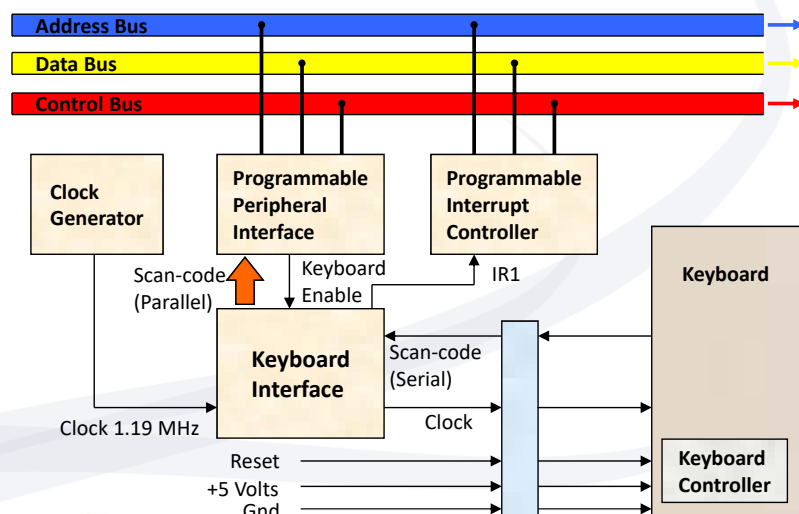 Address Bus
Data Bus
Control Bus
Clock
Generator
Programmable
Peripheral
Interface
Programmable
Interrupt
Controller
Scan-code
(Parallel)
Keyboard
Enable
IR1
Keyboard
Keyboard
Interface
Scan-code
(Serial)
Clock 1.19 MHz
Clock
Reset
+5 Volts
Gnd
Keyboard
Controller